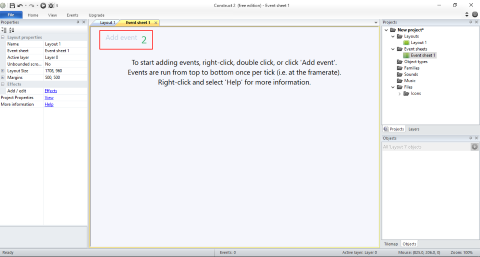 Construct 2 (free edition) - Event sheet 1
File Home View Events Upgrade
Properties
Layout properties
Name Layout 1
Event sheet Event sheet 1
Active layer Layer 0
Unbounded scro... No
Layout Size 1708, 960
Margins 500, 500
Effects
Add / edit Effects
Project Properties View
More information Help
Layout 1 Event sheet 1
Add event 2
To start adding events, right-click, double click, or click 'Add event'.
Events are run from top to bottom once per tick (i.e. at the framerate).
Right-click and select 'Help' for more information.
Projects
New project*
Layouts
Layout 1
Event sheets
Event sheet 1
Object types
Families
Sounds
Music
Files
Icons
Projects Layers
Objects
All Layout 1 objects
Tilemap Objects
Ready Events: 0 Active layer: Layer 0 Mouse: Zoom: 100%